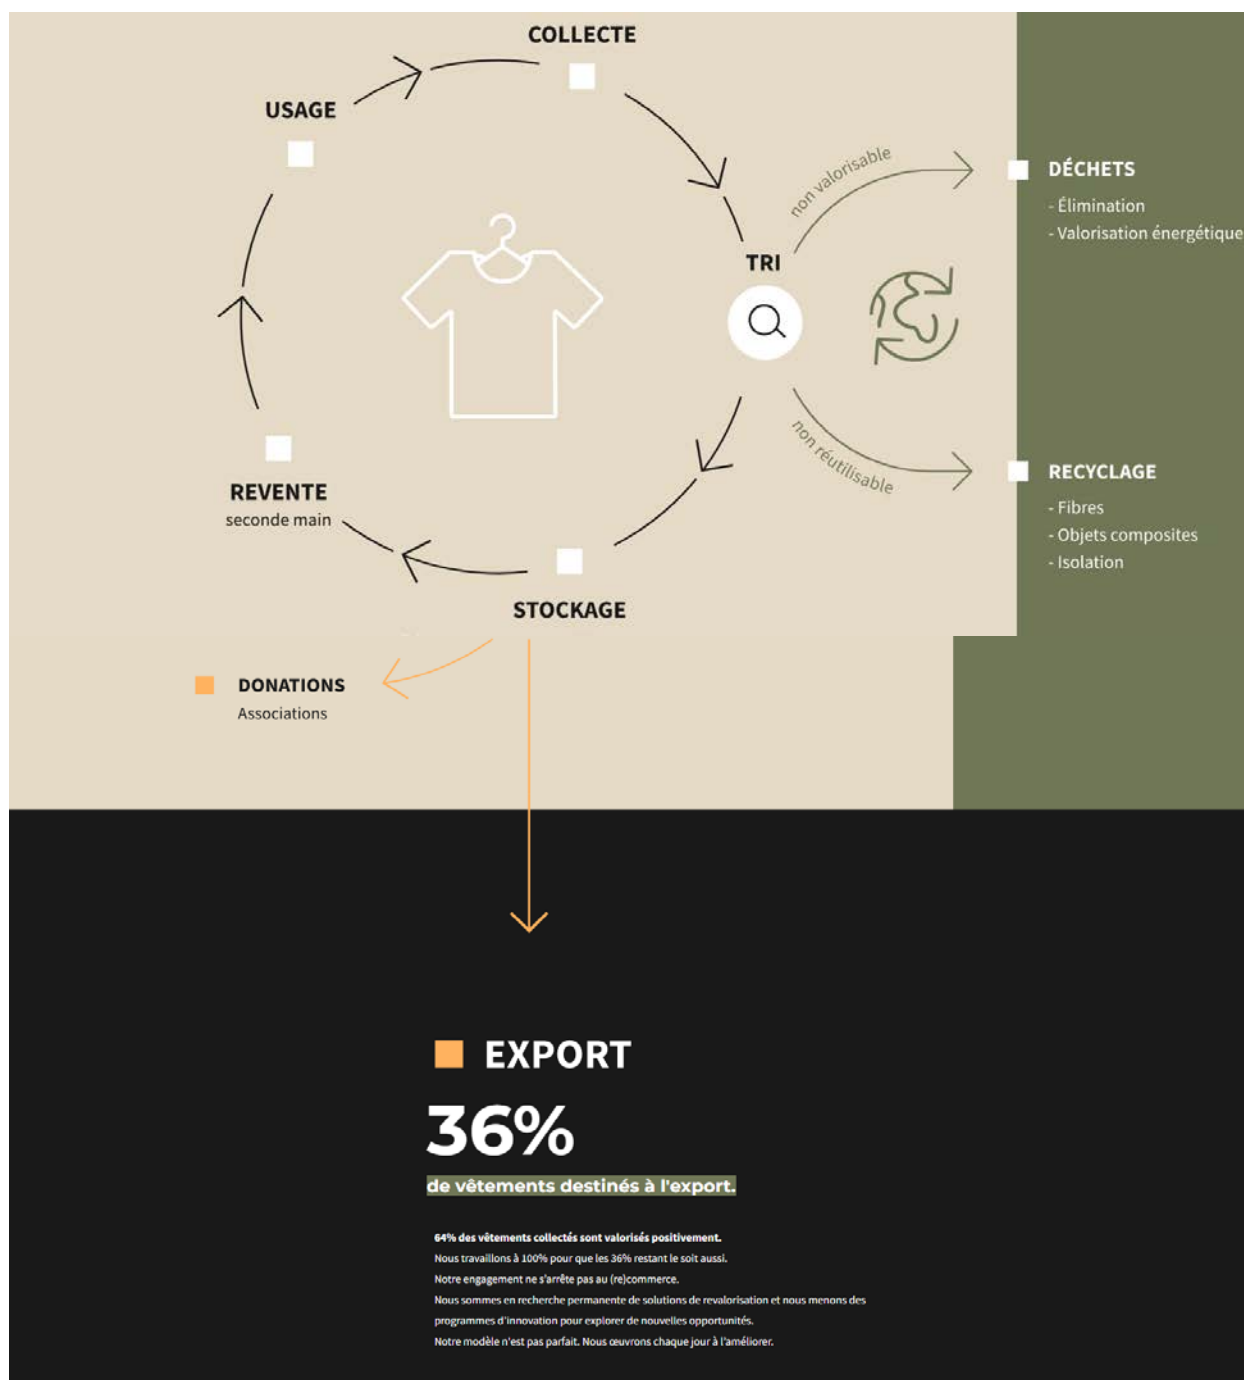 COLLECTE
USAGE
non valorisable
DÉCHETS
- Élimination
- Valorisation énergétique
TRI
non réutilisable
RECYCLAGE
- Fibres
- Objets composites
- Isolation
REVENTE
seconde main
STOCKAGE
DONATIONS
Associations
EXPORT
36%
de vêtements destinés à l'export.
64% des vêtements collectés sont valorisés positivement.
Nous travaillons à 100% pour que les 36% restant le soit aussi.
Notre engagement ne s'arrête pas au (re)commerce.
Nous sommes en recherche permanente de solutions de revalorisation et nous menons des
programmes d'innovation pour explorer de nouvelles opportunités.
Notre modèle n'est pas parfait. Nous œuvrons chaque jour à l'améliorer.